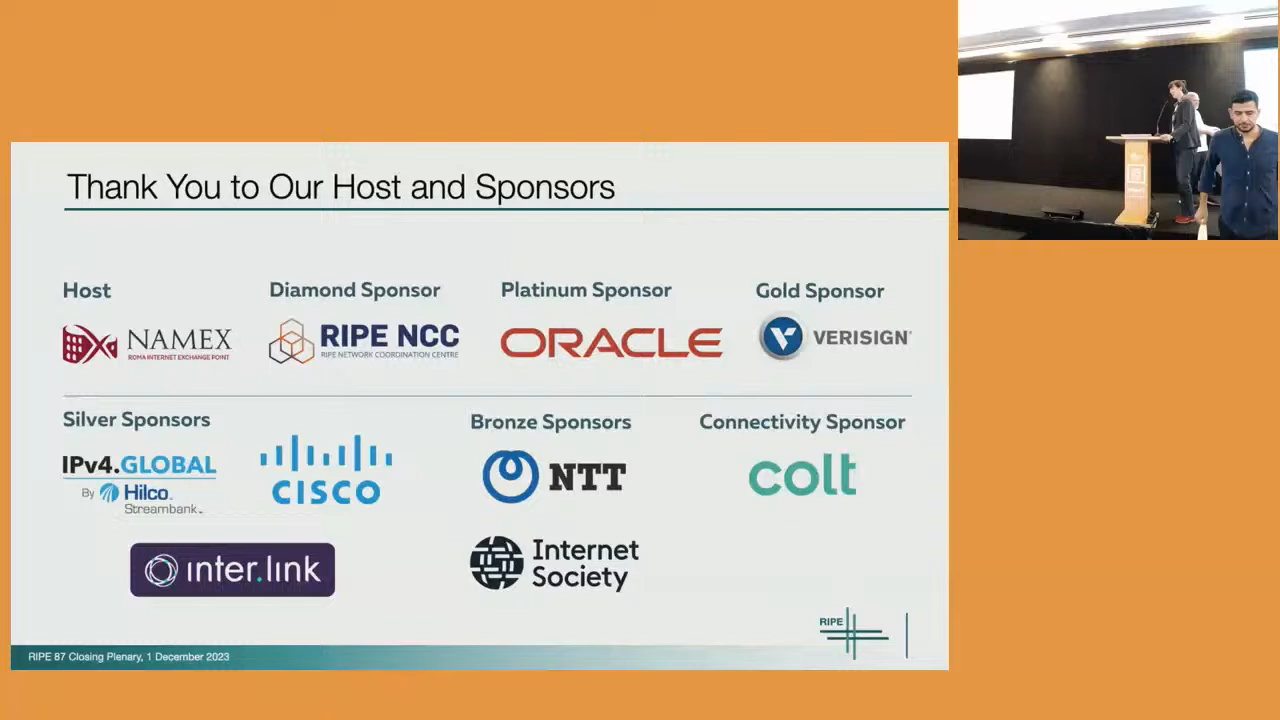 Thank You to Our Host and Sponsors
Host
Diamond Sponsor
Platinum Sponsor
Gold Sponsor
NAMEX
ROMA INTERNET EXCHANGE POINT
RIPE NCC
RIPE NETWORK COORDINATION CENTRE
ORACLE
VERISIGN
Silver Sponsors
Bronze Sponsors
Connectivity Sponsor
IPv4.GLOBAL
By Hilco
Streambank
CISCO
NTT
colt
inter.link
Internet
Society
RIPE
RIPE 87 Closing Plenary, 1 December 2023